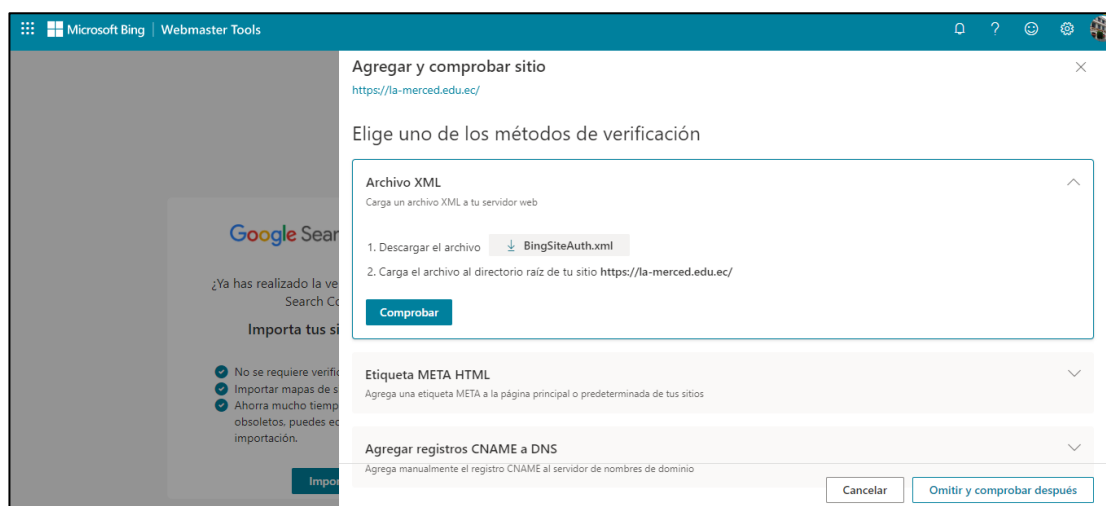 Microsoft Bing | Webmaster Tools
Agregar y comprobar sitio
https://la-merced.edu.ec/
Elige uno de los métodos de verificación
Archivo XML
Carga un archivo XML a tu servidor web
1. Descargar el archivo BingSiteAuth.xml
2. Carga el archivo al directorio raíz de tu sitio https://la-merced.edu.ec/
Comprobar
Etiqueta META HTML
Agrega una etiqueta META a la página principal o predeterminada de tus sitios
Agregar registros CNAME a DNS
Agrega manualmente el registro CNAME al servidor de nombres de dominio
Cancelar
Omitir y comprobar después
Google Sear
¿Ya has realizado la ve
Search Co
Importa tus si
No se requiere verific
Importar mapas de s
Ahorra mucho tiemp
obsoletos, puedes ec
importación.
Impor